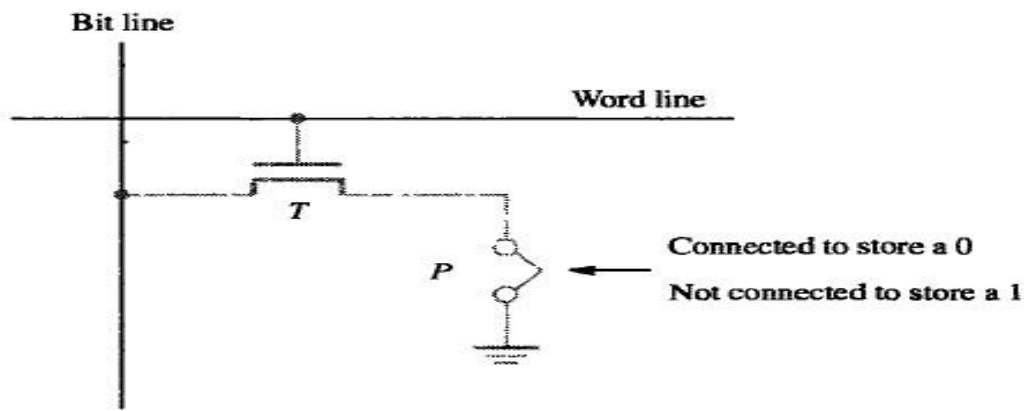 Bit line
Word line
T
P
Connected to store a 0
Not connected to store a 1